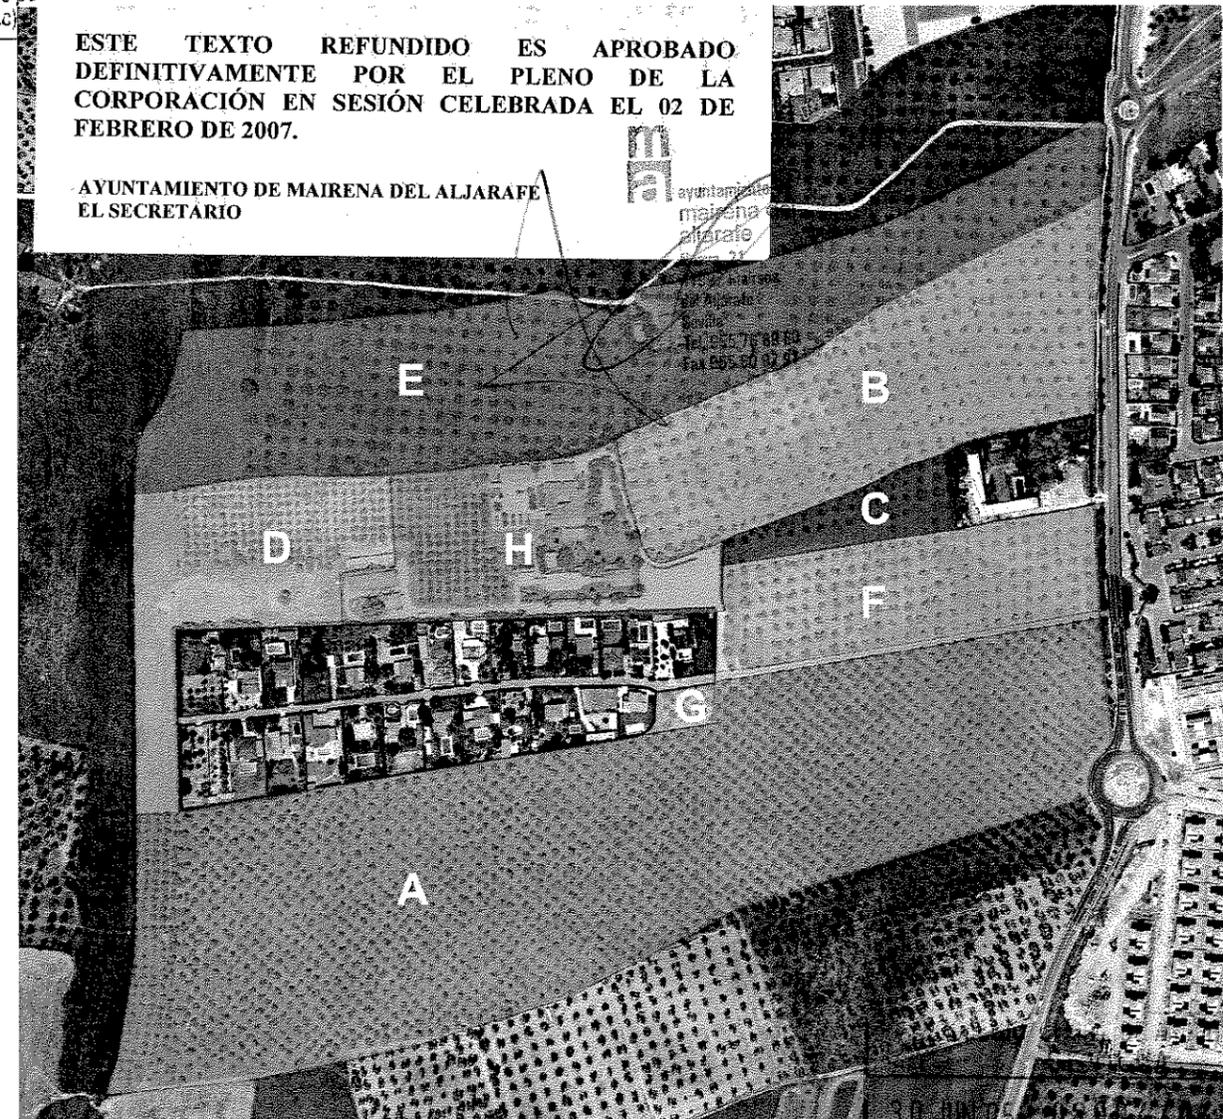 ESTE TEXTO REFUNDIDO ES APROBADO
DEFINITIVAMENTE POR EL PLENO DE LA
CORPORACIÓN EN SESIÓN CELEBRADA EL 02 DE
FEBRERO DE 2007.
AYUNTAMIENTO DE MAIRENA DEL ALJARAFE
EL SECRETARIO
m
a
ayuntamiento
mairena
aljarafe
Sevilla
E
B
C
D
H
F
G
A